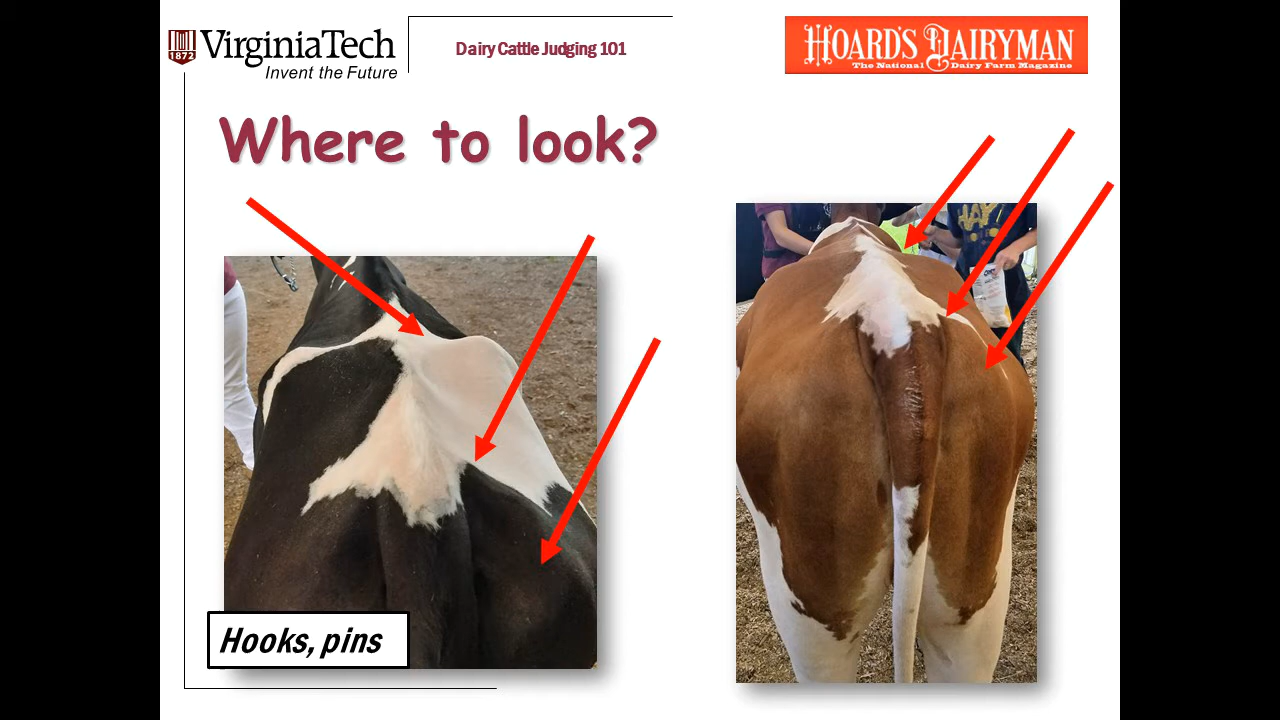 1872
VirginiaTech
Invent the Future
Dairy Cattle Judging 101
HOARD'S DAIRYMAN
The National Dairy Farm Magazine
Where to look?
Hooks, pins